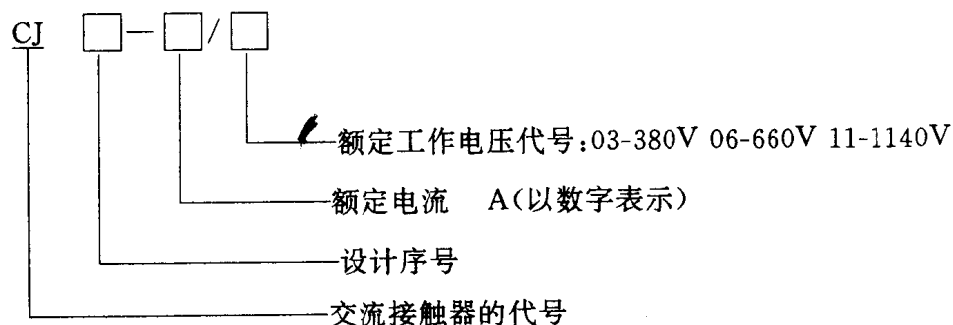 CJ □－□/□
额定工作电压代号:03-380V 06-660V 11-1140V
额定电流 A(以数字表示)
设计序号
交流接触器的代号